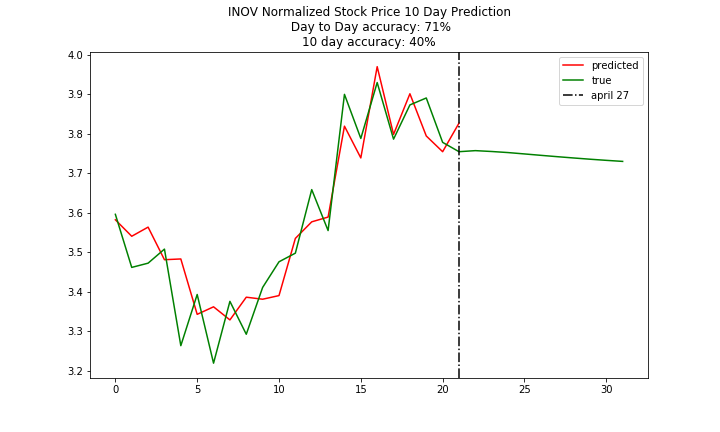 INOV Normalized Stock Price 10 Day Prediction
Day to Day accuracy: 71%
10 day accuracy: 40%
4.0
3.9
3.8
3.7
3.6
3.5
3.4
3.3
3.2
predicted
true
april 27
0 5 10 15 20 25 30